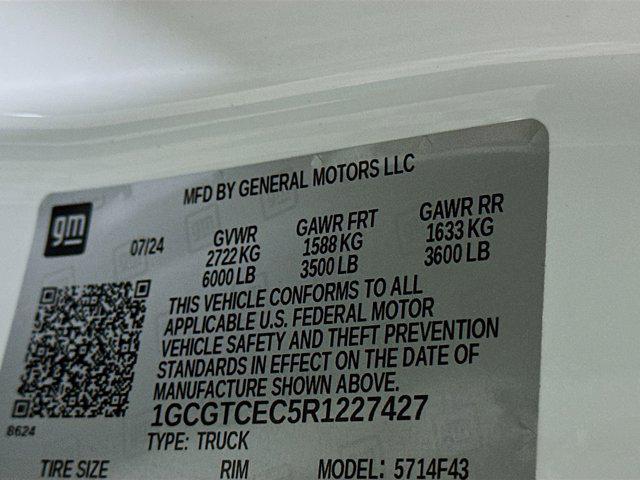 MFD BY GENERAL MOTORS LLC
gm
07/24
GVWR
2722 KG
6000 LB
GAWR FRT
1588 KG
3500 LB
GAWR RR
1633 KG
3600 LB
THIS VEHICLE CONFORMS TO ALL
APPLICABLE U.S. FEDERAL MOTOR
VEHICLE SAFETY AND THEFT PREVENTION
STANDARDS IN EFFECT ON THE DATE OF
MANUFACTURE SHOWN ABOVE.
1GCGTCEC5R1227427
8624
TYPE: TRUCK
TIRE SIZE RIM MODEL: 5714F43